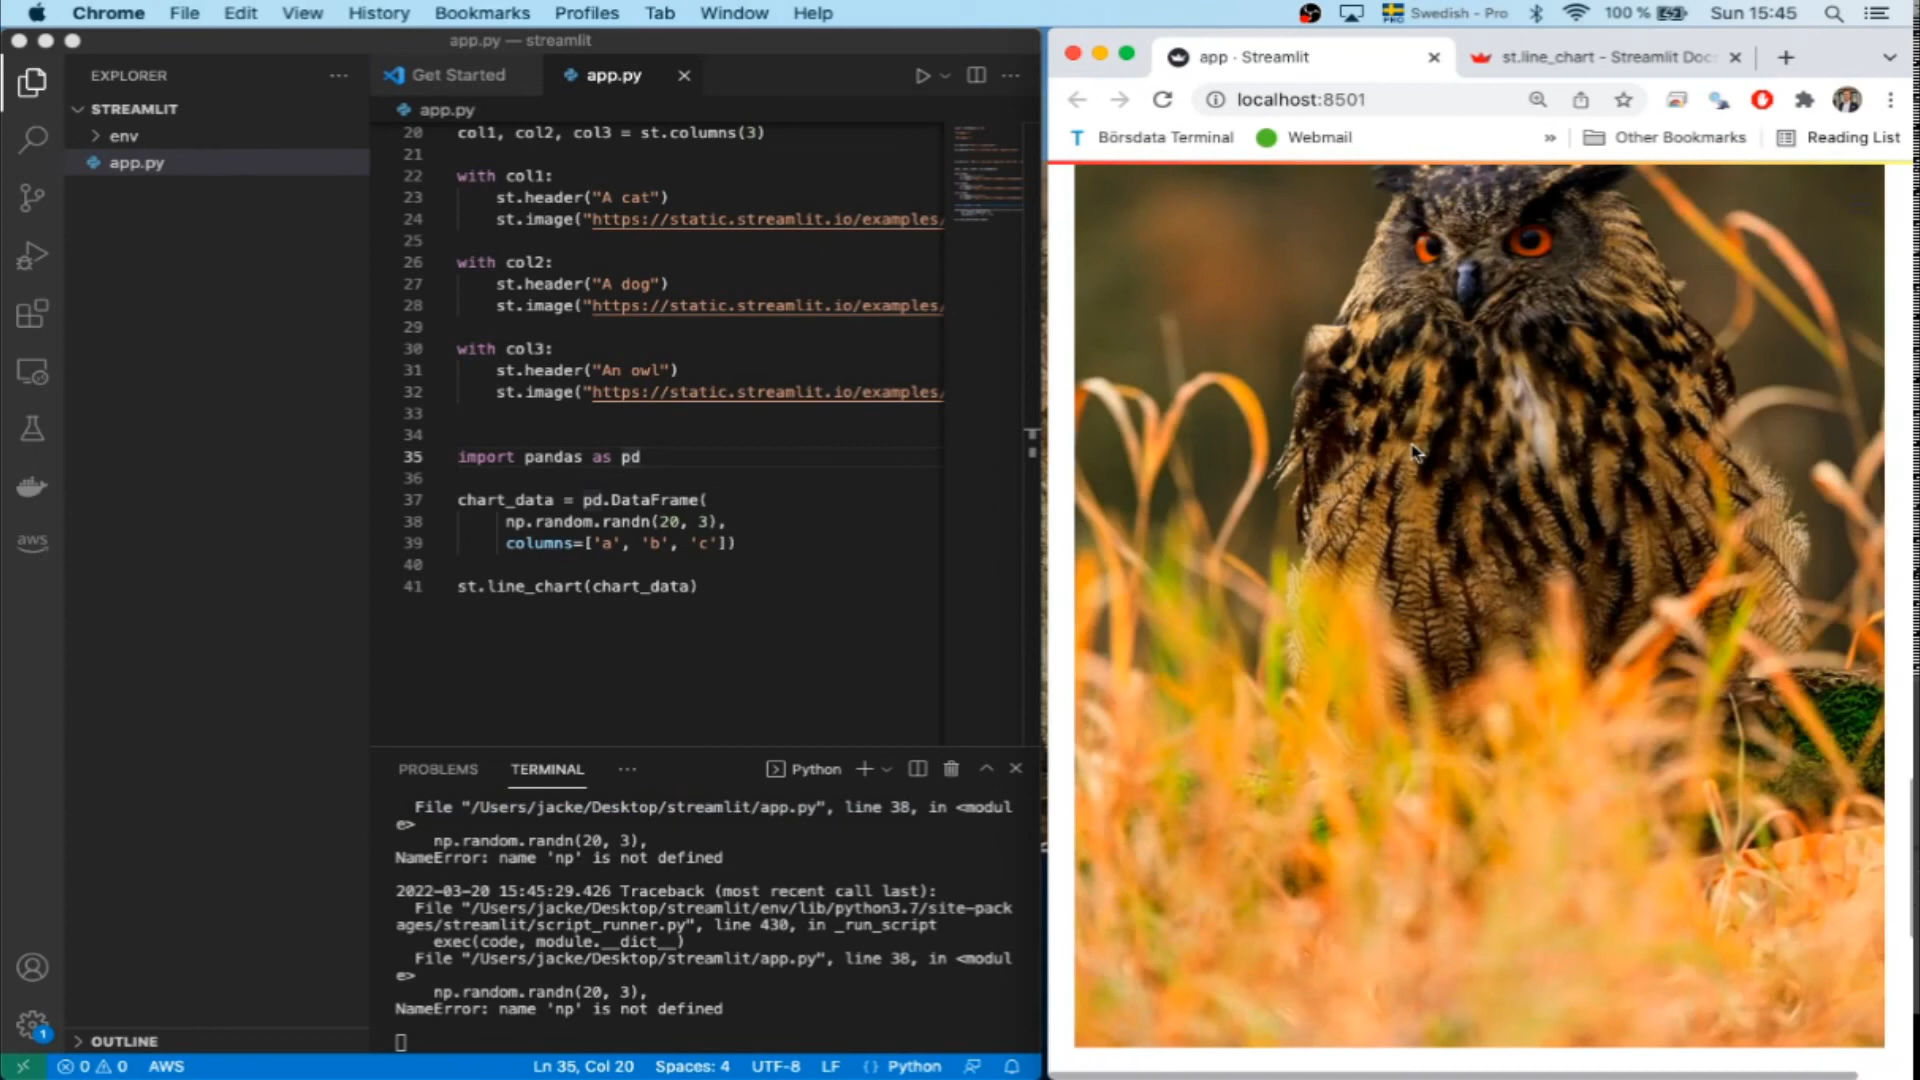 Chrome File Edit View History Bookmarks Profiles Tab Window Help
PRO Swedish - Pro 100 % Sun 15:45
app.py — streamlit
EXPLORER
STREAMLIT
env
app.py
OUTLINE
Get Started app.py
app.py
20 col1, col2, col3 = st.columns(3)
21
22 with col1:
23 st.header("A cat")
24 st.image("https://static.streamlit.io/examples/
25
26 with col2:
27 st.header("A dog")
28 st.image("https://static.streamlit.io/examples/
29
30 with col3:
31 st.header("An owl")
32 st.image("https://static.streamlit.io/examples/
33
34
35 import pandas as pd
36
37 chart_data = pd.DataFrame(
38 np.random.randn(20, 3),
39 columns=['a', 'b', 'c'])
40
41 st.line_chart(chart_data)
PROBLEMS TERMINAL Python
File "/Users/jacke/Desktop/streamlit/app.py", line 38, in <modul
e>
np.random.randn(20, 3),
NameError: name 'np' is not defined
2022-03-20 15:45:29.426 Traceback (most recent call last):
File "/Users/jacke/Desktop/streamlit/env/lib/python3.7/site-pack
ages/streamlit/script_runner.py", line 430, in _run_script
exec(code, module.__dict__)
File "/Users/jacke/Desktop/streamlit/app.py", line 38, in <modul
e>
np.random.randn(20, 3),
NameError: name 'np' is not defined
aws
1
0 0 AWS Ln 35, Col 20 Spaces: 4 UTF-8 LF Python
app · Streamlit
st.line_chart - Streamlit Doc
localhost:8501
Börsdata Terminal Webmail » Other Bookmarks Reading List